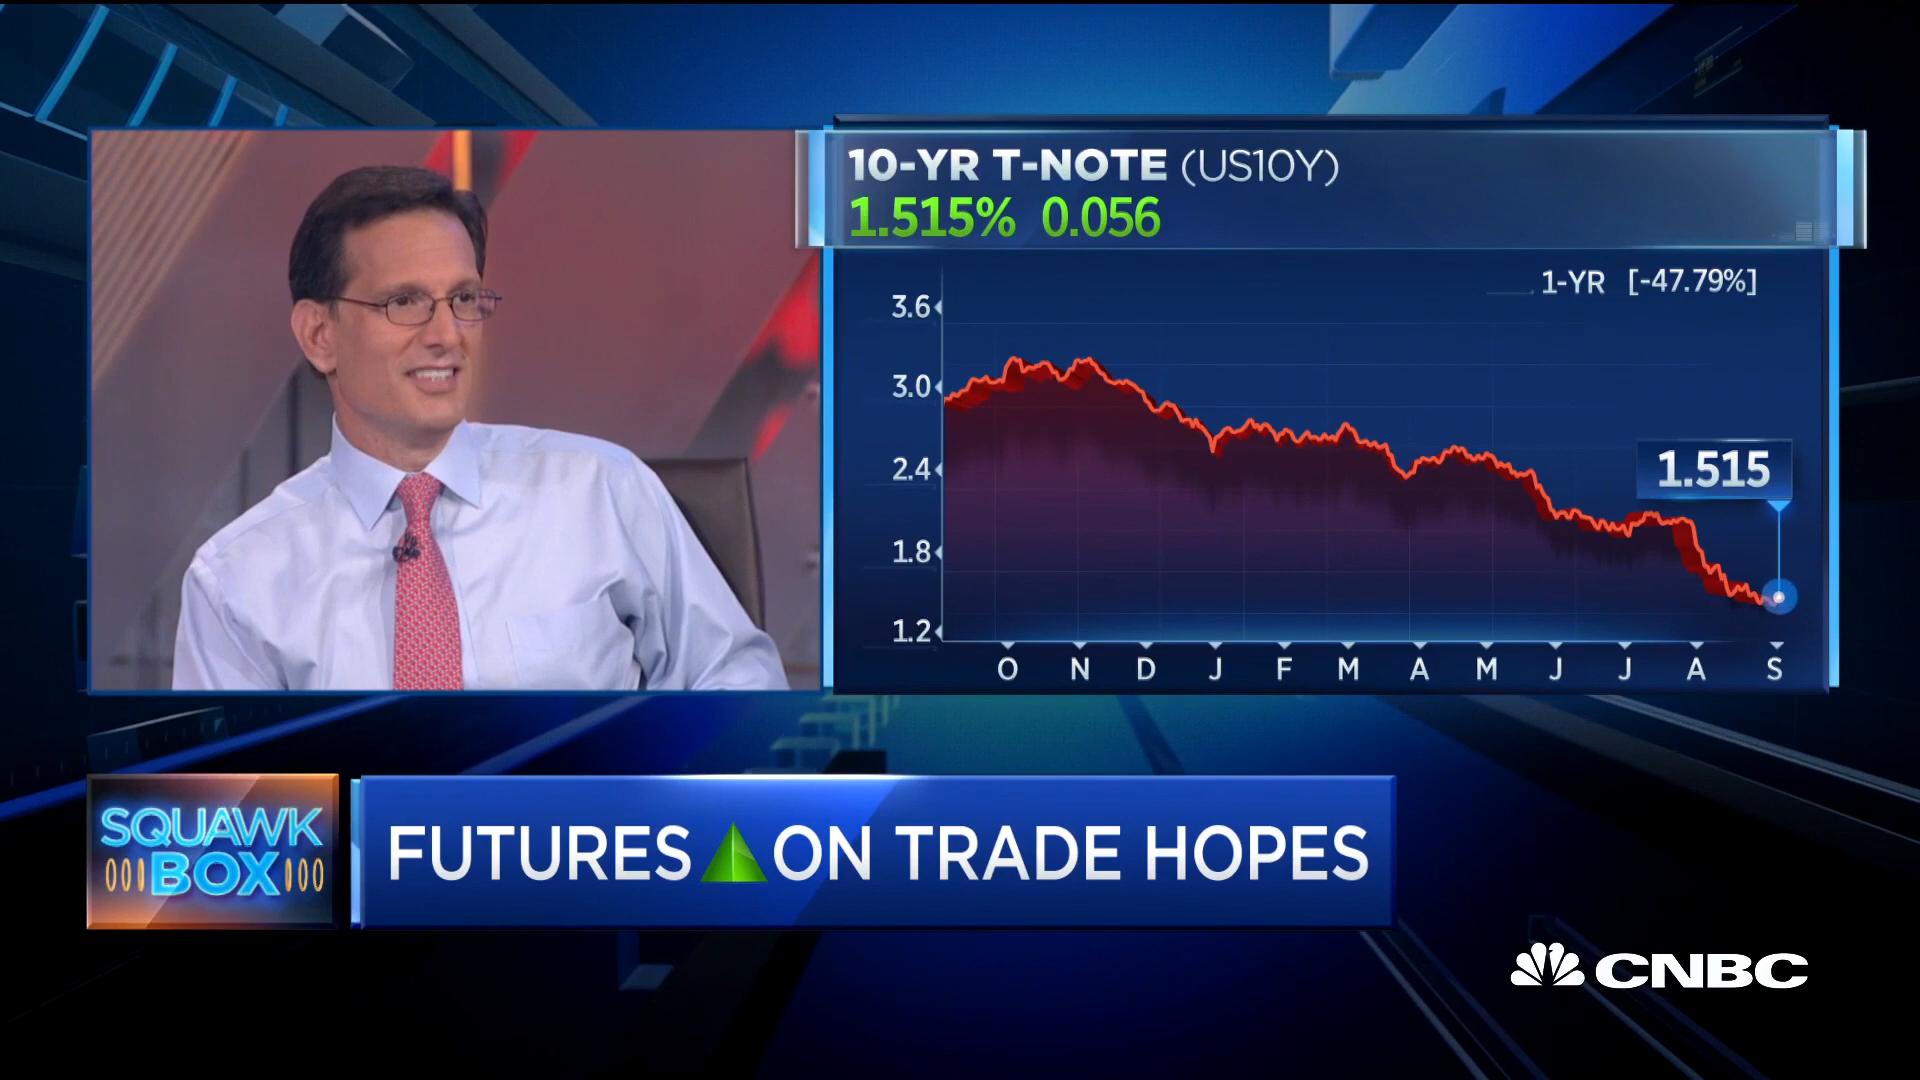 10-YR T-NOTE (US10Y)
1.515% 0.056
1-YR [-47.79%]
3.6
3.0
2.4
1.8
1.2
1.515
O N D J F M A M J J A S
SQUAWK
BOX
FUTURES ▲ ON TRADE HOPES
CNBC